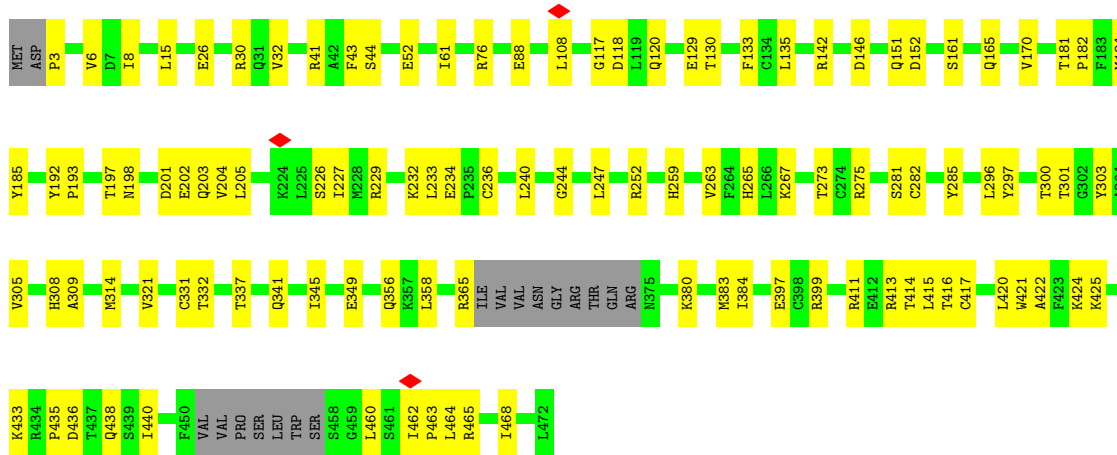 MET ASP P3 V6 D7 I8 L15 E26 R30 Q31 V32 R41 A42 F43 S44 E52 I61 R76 E88 L108 G117 D118 L119 Q120 E129 T130 F133 C134 L135 R142 D146 Q151 D152 S161 Q165 V170 T181 P182 F183
Y185 Y192 P193 T197 N198 D201 E202 Q203 V204 L205 K224 L225 S226 I227 M228 R229 K232 L233 E234 P235 C236 L240 G244 L247 R252 H259 V263 F264 H265 L266 K267 T273 C274 R275 S281 C282 Y285 L296 Y297 T300 T301 G302 Y303
V305 H308 A309 M314 V321 C331 T332 T337 Q341 I345 E349 Q356 K357 L358 R365 ILE VAL VAL ASN GLY ARG THR GLN ARG N375 K380 M383 I384 E397 C398 R399 R411 E412 R413 T414 L415 T416 C417 L420 W421 A422 F423 K424 K425
K433 R434 P435 D436 T437 Q438 S439 I440 F450 VAL VAL PRO SER LEU TRP SER S458 G459 L460 S461 I462 P463 L464 R465 I468 L472